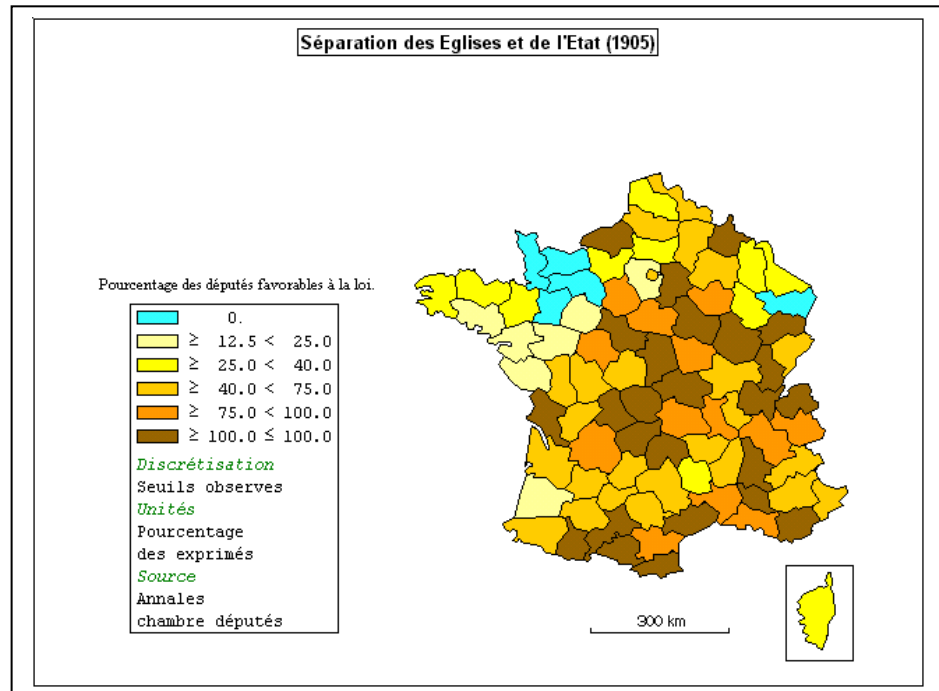 Séparation des Eglises et de l'Etat (1905)
Pourcentage des députés favorables à la loi.
0.
≥ 12.5 < 25.0
≥ 25.0 < 40.0
≥ 40.0 < 75.0
≥ 75.0 < 100.0
≥ 100.0 ≤ 100.0
Discrétisation
Seuils observes
Unités
Pourcentage
des exprimés
Source
Annales
chambre députés
300 km